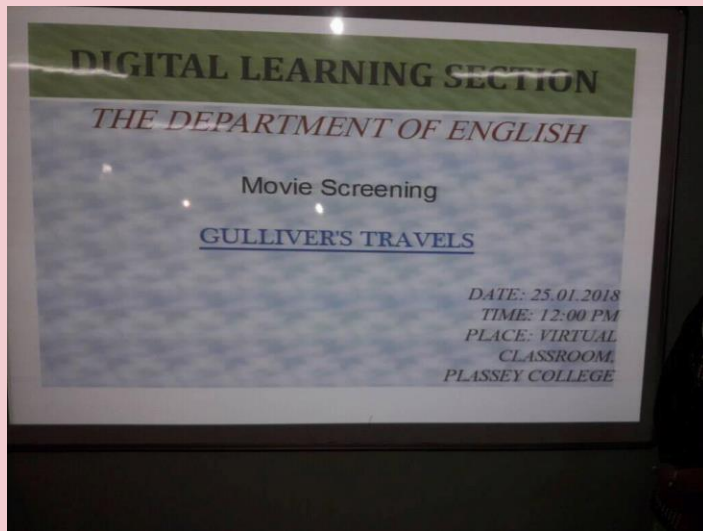 DIGITAL LEARNING SECTION
THE DEPARTMENT OF ENGLISH
Movie Screening
GULLIVER'S TRAVELS
DATE: 25.01.2018
TIME: 12:00 PM
PLACE: VIRTUAL
CLASSROOM,
PLASSEY COLLEGE